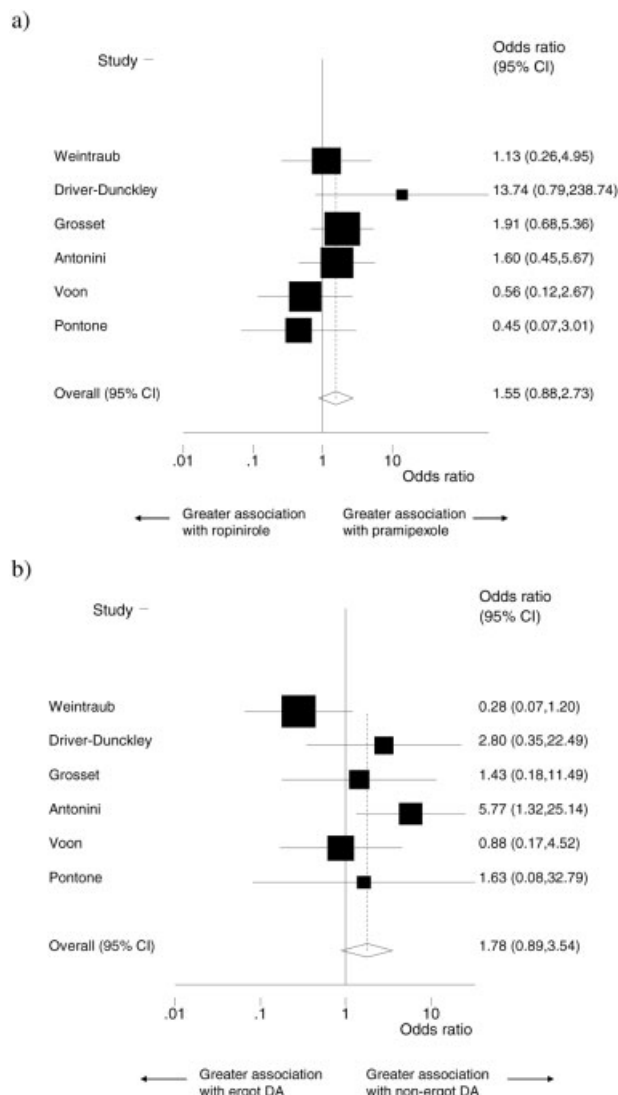 a)
Odds ratio
(95% CI)
Study
Weintraub 1.13 (0.26,4.95)
Driver-Dunckley 13.74 (0.79,238.74)
Grosset 1.91 (0.68,5.36)
Antonini 1.60 (0.45,5.67)
Voon 0.56 (0.12,2.67)
Pontone 0.45 (0.07,3.01)
Overall (95% CI) 1.55 (0.88,2.73)
.01 .1 1 10
Odds ratio
Greater association Greater association
with ropinirole with pramipexole
b)
Odds ratio
(95% CI)
Study
Weintraub 0.28 (0.07,1.20)
Driver-Dunckley 2.80 (0.35,22.49)
Grosset 1.43 (0.18,11.49)
Antonini 5.77 (1.32,25.14)
Voon 0.88 (0.17,4.52)
Pontone 1.63 (0.08,32.79)
Overall (95% CI) 1.78 (0.89,3.54)
.01 .1 1 10
Odds ratio
Greater association Greater association
with ergot DA with non-ergot DA